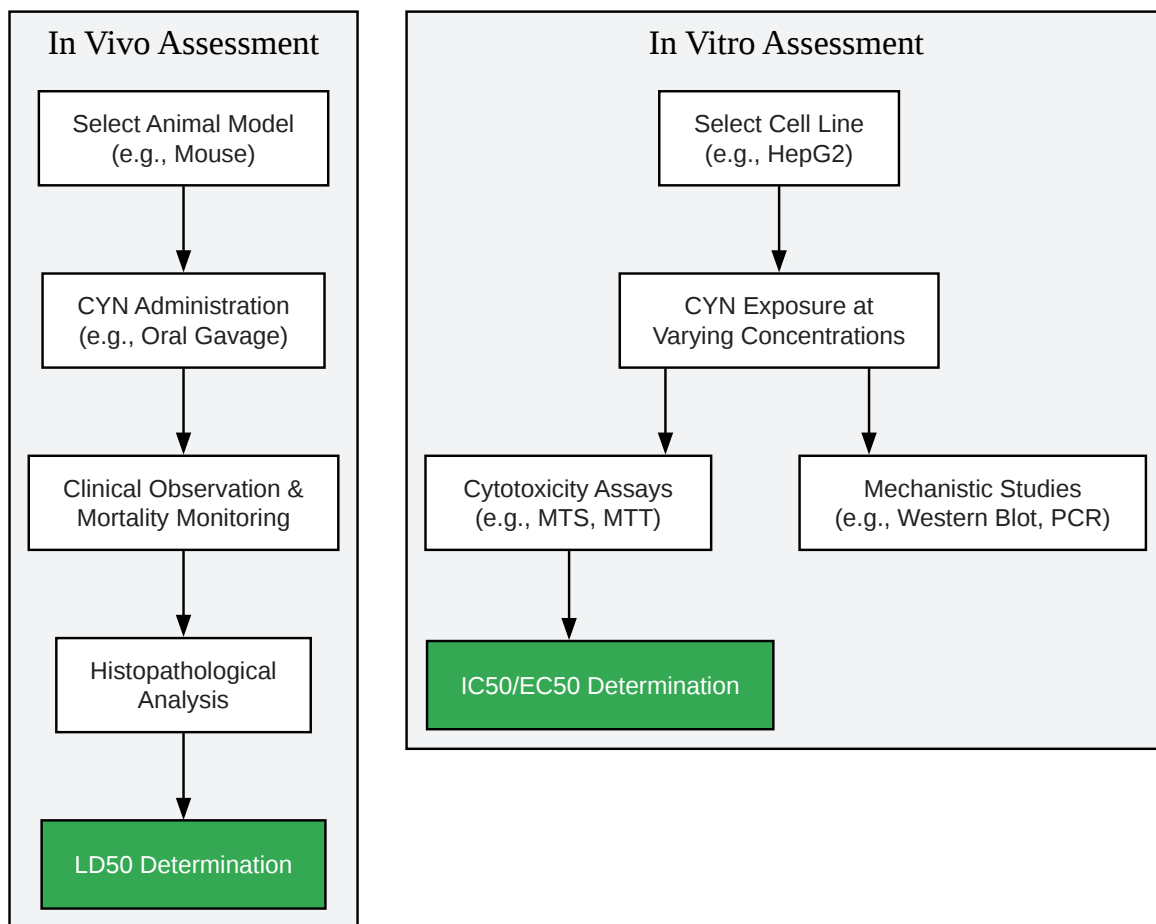 In Vivo Assessment
Select Animal Model
(e.g., Mouse)
CYN Administration
(e.g., Oral Gavage)
Clinical Observation &
Mortality Monitoring
Histopathological
Analysis
LD50 Determination
In Vitro Assessment
Select Cell Line
(e.g., HepG2)
CYN Exposure at
Varying Concentrations
Cytotoxicity Assays
(e.g., MTS, MTT)
Mechanistic Studies
(e.g., Western Blot, PCR)
IC50/EC50 Determination